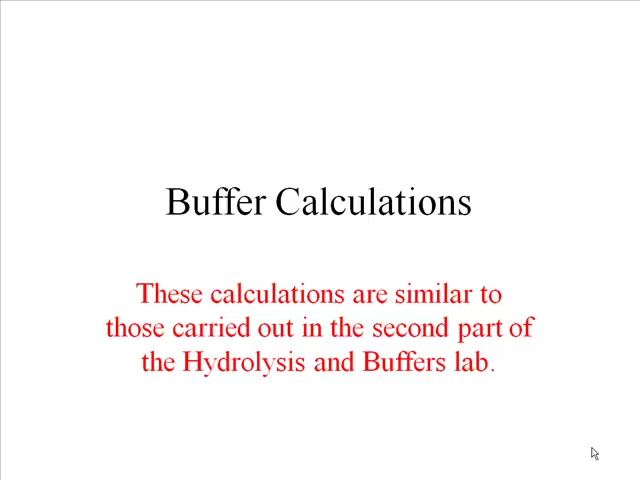 Buffer Calculations
These calculations are similar to
those carried out in the second part of
the Hydrolysis and Buffers lab.